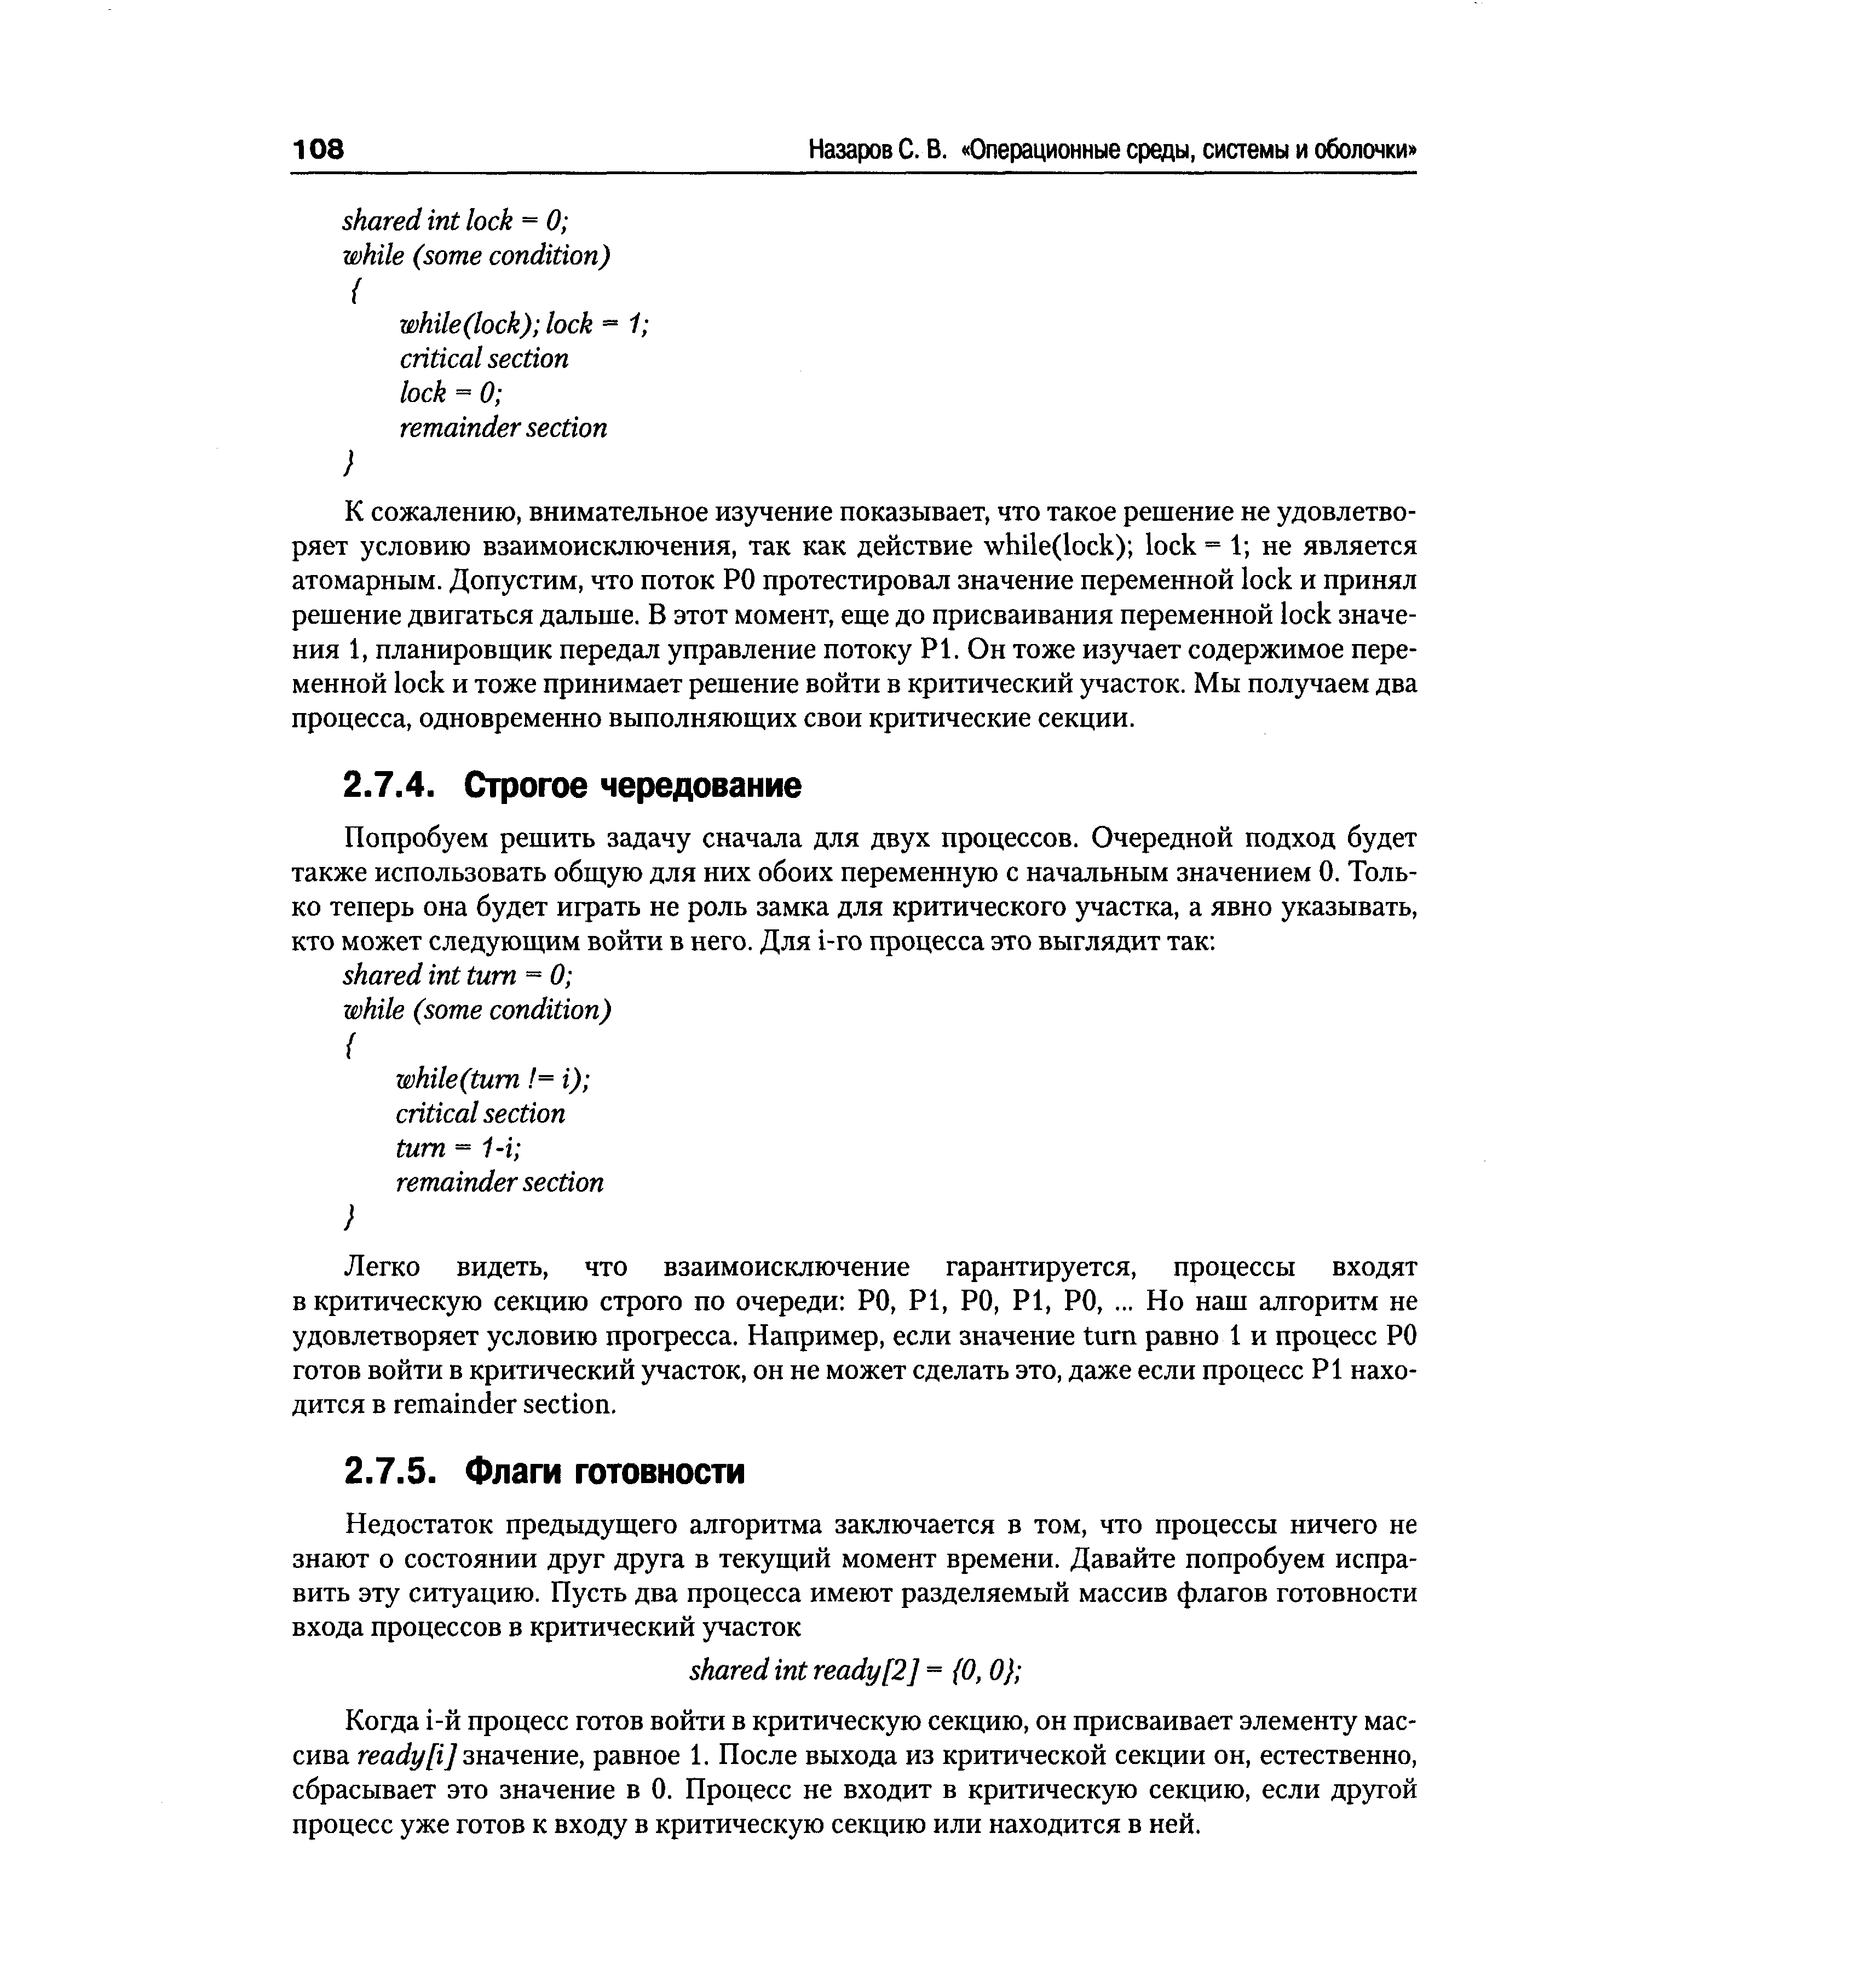 108 Назаров С. В. «Операционные среды, системы и оболочки»
shared int lock = 0;
while (some condition)
{
while(lock); lock = 1;
critical section
lock = 0;
remainder section
}
К сожалению, внимательное изучение показывает, что такое решение не удовлетво-
ряет условию взаимоисключения, так как действие while(lock); lock = 1; не является
атомарным. Допустим, что поток P0 протестировал значение переменной lock и принял
решение двигаться дальше. В этот момент, еще до присваивания переменной lock значе-
ния 1, планировщик передал управление потоку P1. Он тоже изучает содержимое пере-
менной lock и тоже принимает решение войти в критический участок. Мы получаем два
процесса, одновременно выполняющих свои критические секции.
2.7.4. Строгое чередование
Попробуем решить задачу сначала для двух процессов. Очередной подход будет
также использовать общую для них обоих переменную с начальным значением 0. Толь-
ко теперь она будет играть не роль замка для критического участка, а явно указывать,
кто может следующим войти в него. Для i-го процесса это выглядит так:
shared int turn = 0;
while (some condition)
{
while(turn != i);
critical section
turn = 1-i;
remainder section
}
Легко видеть, что взаимоисключение гарантируется, процессы входят
в критическую секцию строго по очереди: P0, P1, P0, P1, P0, ... Но наш алгоритм не
удовлетворяет условию прогресса. Например, если значение turn равно 1 и процесс P0
готов войти в критический участок, он не может сделать это, даже если процесс P1 нахо-
дится в remainder section.
2.7.5. Флаги готовности
Недостаток предыдущего алгоритма заключается в том, что процессы ничего не
знают о состоянии друг друга в текущий момент времени. Давайте попробуем испра-
вить эту ситуацию. Пусть два процесса имеют разделяемый массив флагов готовности
входа процессов в критический участок
shared int ready[2] = {0, 0};
Когда i-й процесс готов войти в критическую секцию, он присваивает элементу мас-
сива ready[i] значение, равное 1. После выхода из критической секции он, естественно,
сбрасывает это значение в 0. Процесс не входит в критическую секцию, если другой
процесс уже готов к входу в критическую секцию или находится в ней.